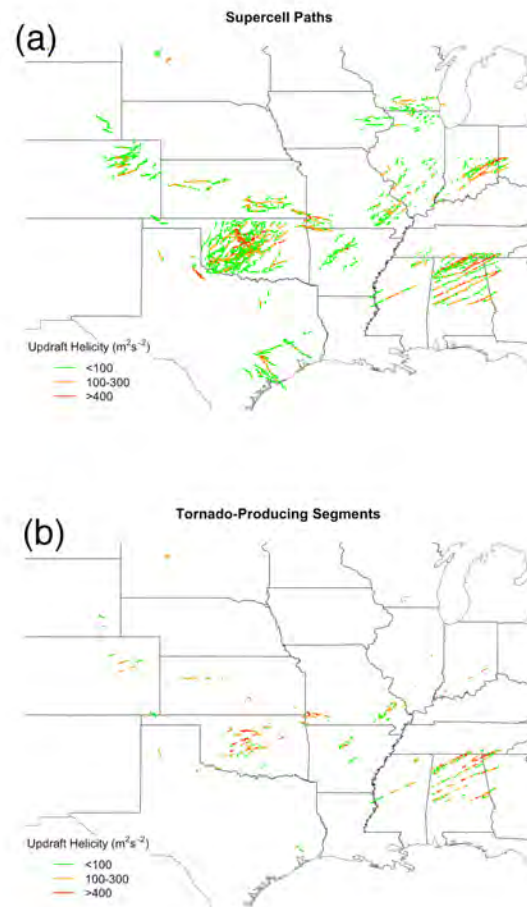 (a)
Supercell Paths
Updraft Helicity (m²s⁻²)
<100
100-300
>400
(b)
Tornado-Producing Segments
Updraft Helicity (m²s⁻²)
<100
100-300
>400